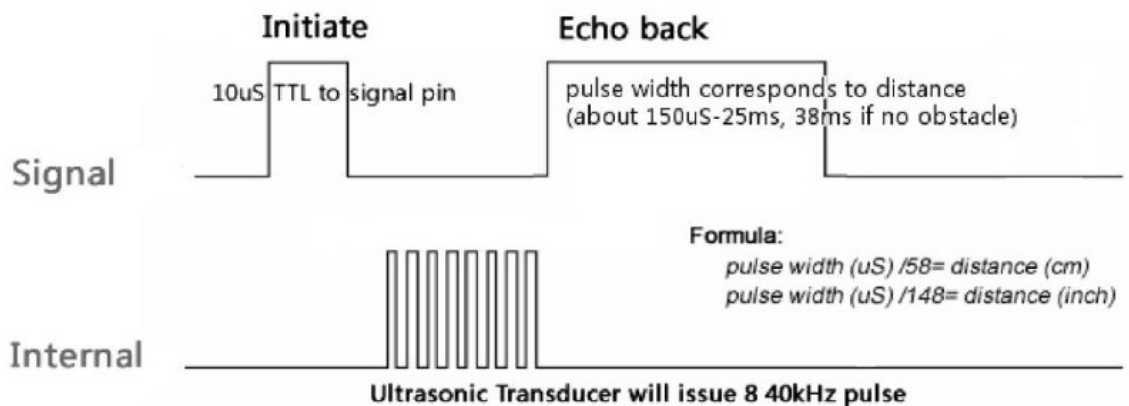 Initiate
Echo back
10uS TTL to signal pin
pulse width corresponds to distance
(about 150uS-25ms, 38ms if no obstacle)
Signal
Formula:
pulse width (uS) /58= distance (cm)
pulse width (uS) /148= distance (inch)
Internal
Ultrasonic Transducer will issue 8 40kHz pulse